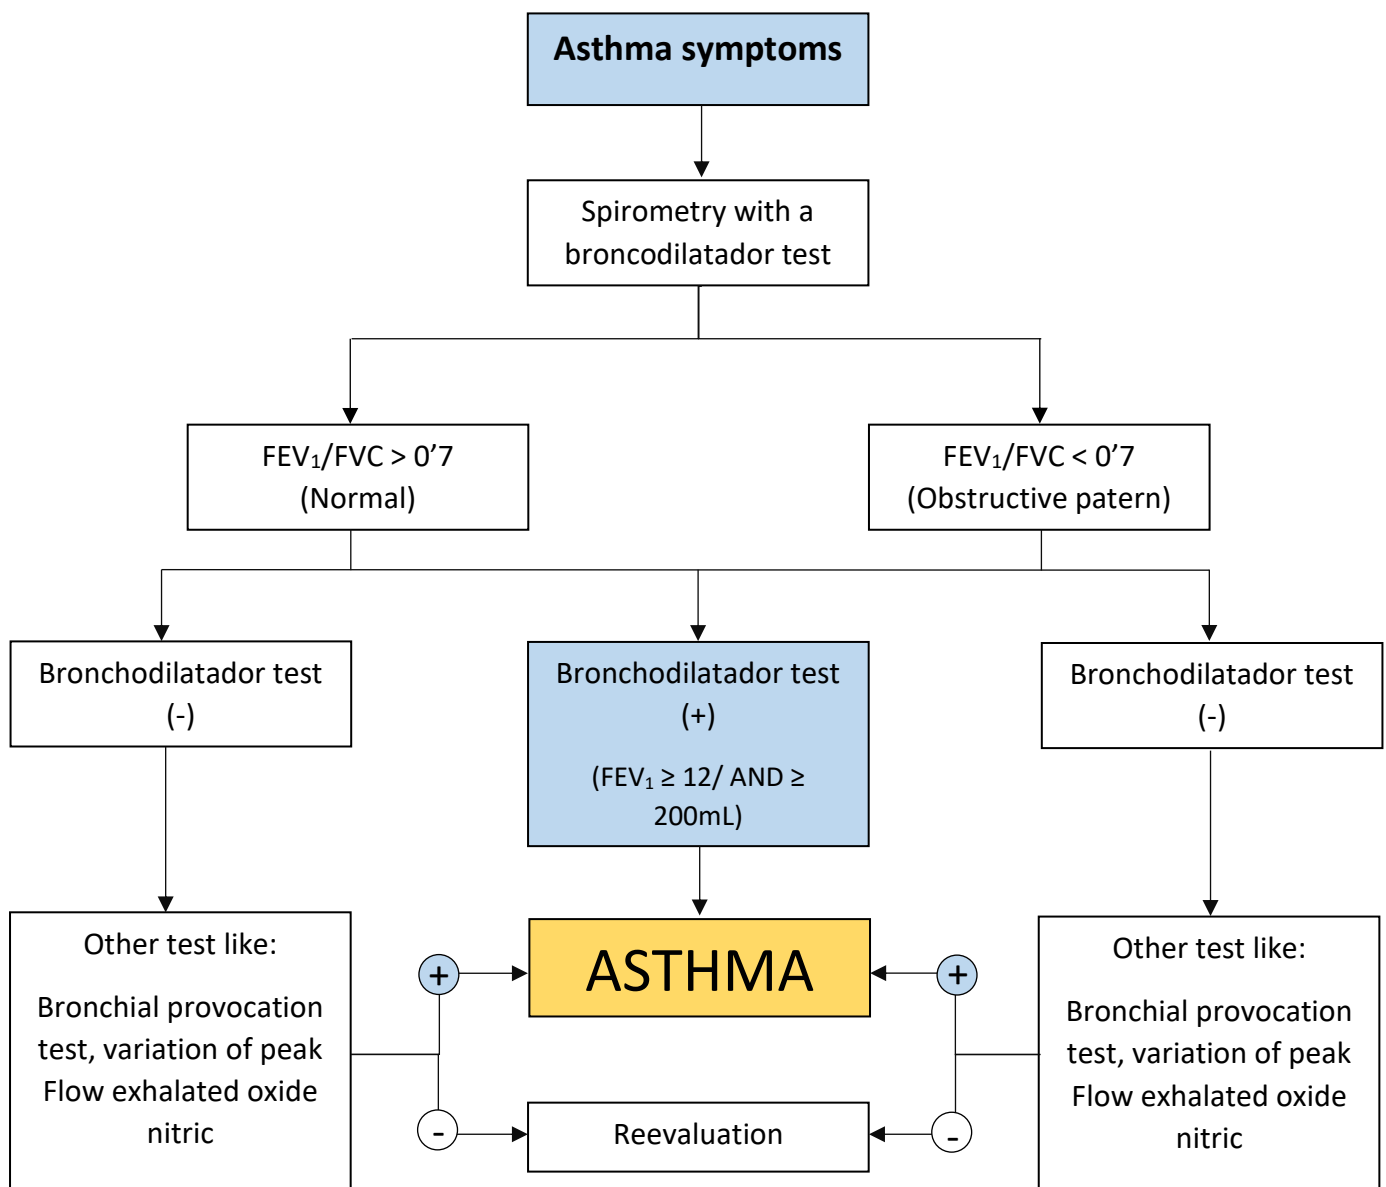 Asthma symptoms
Spirometry with a
broncodilatador test
FEV₁/FVC > 0’7
(Normal)
FEV₁/FVC < 0’7
(Obstructive patern)
Bronchodilatador test
(-)
Bronchodilatador test
(+)
(FEV₁ ≥ 12/ AND ≥
200mL)
Bronchodilatador test
(-)
Other test like:
Bronchial provocation
test, variation of peak
Flow exhalated oxide
nitric
+
-
ASTHMA
Reevaluation
+
-
Other test like:
Bronchial provocation
test, variation of peak
Flow exhalated oxide
nitric